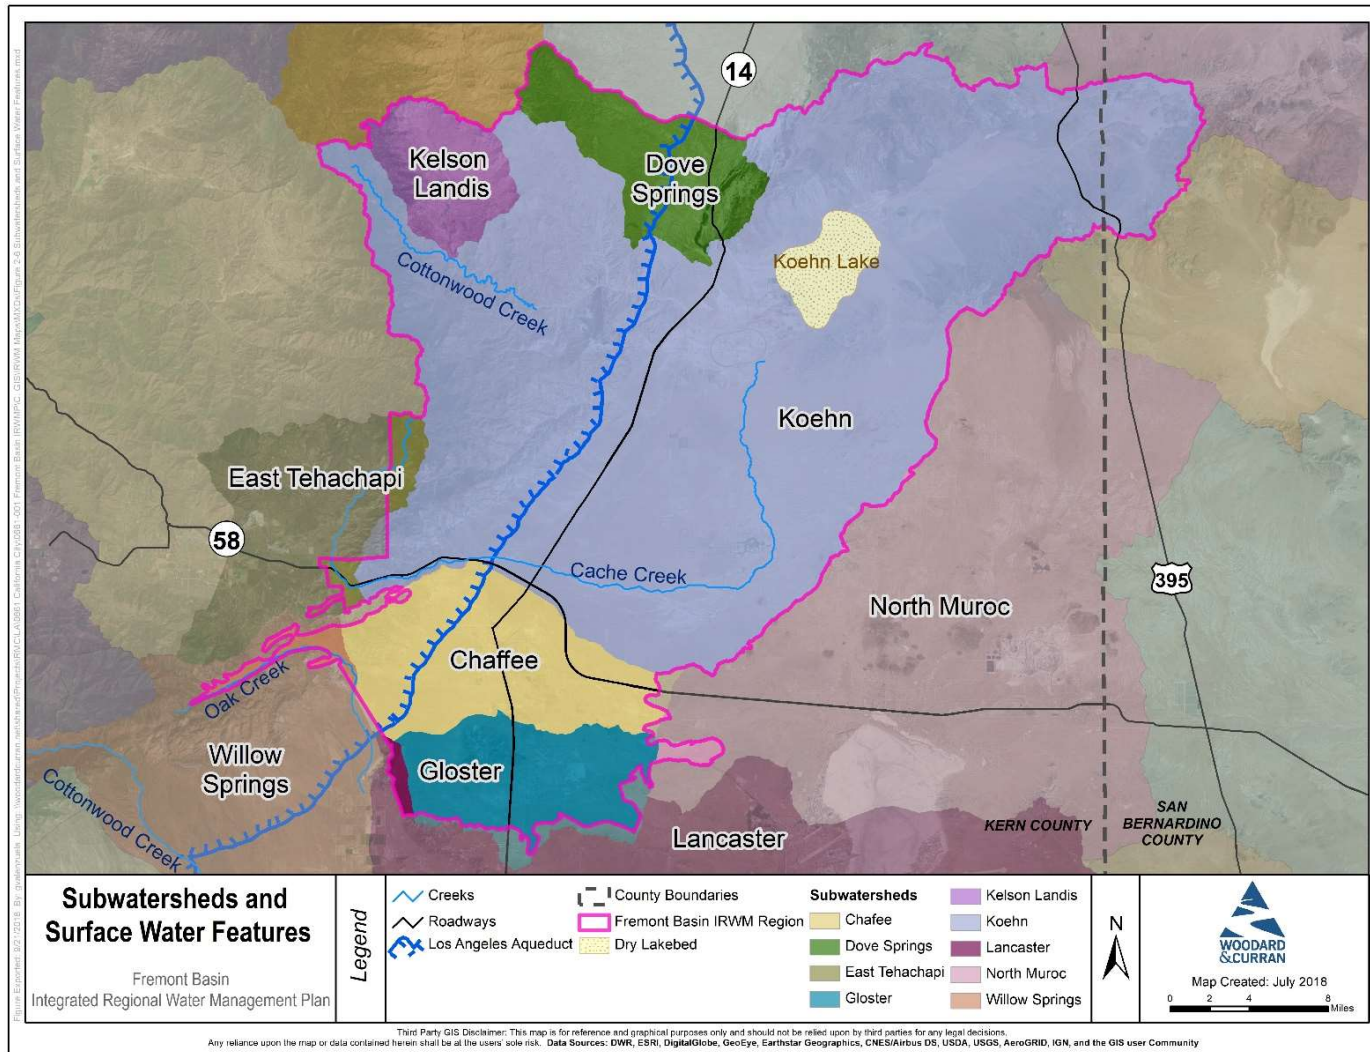 14
Kelson
Landis
Dove
Springs
Koehn Lake
Cottonwood Creek
Koehn
East Tehachapi
58
Cache Creek
395
North Muroc
Chaffee
Oak Creek
Willow
Springs
Gloster
Cottonwood Creek
Lancaster
KERN COUNTY
SAN
BERNARDINO
COUNTY
Subwatersheds and
Surface Water Features
Fremont Basin
Integrated Regional Water Management Plan
Legend
Creeks
Roadways
Los Angeles Aqueduct
County Boundaries
Fremont Basin IRWM Region
Dry Lakebed
Subwatersheds
Chafee
Dove Springs
East Tehachapi
Gloster
Kelson Landis
Koehn
Lancaster
North Muroc
Willow Springs
N
WOODARD
&CURRAN
Map Created: July 2018
0 2 4 8
Miles
Third Party GIS Disclaimer: This map is for reference and graphical purposes only and should not be relied upon by third parties for any legal decisions.
Any reliance upon the map or data contained herein shall be at the users' sole risk. Data Sources: DWR, ESRI, DigitalGlobe, GeoEye, Earthstar Geographics, CNES/Airbus DS, USDA, USGS, AeroGRID, IGN, and the GIS user Community